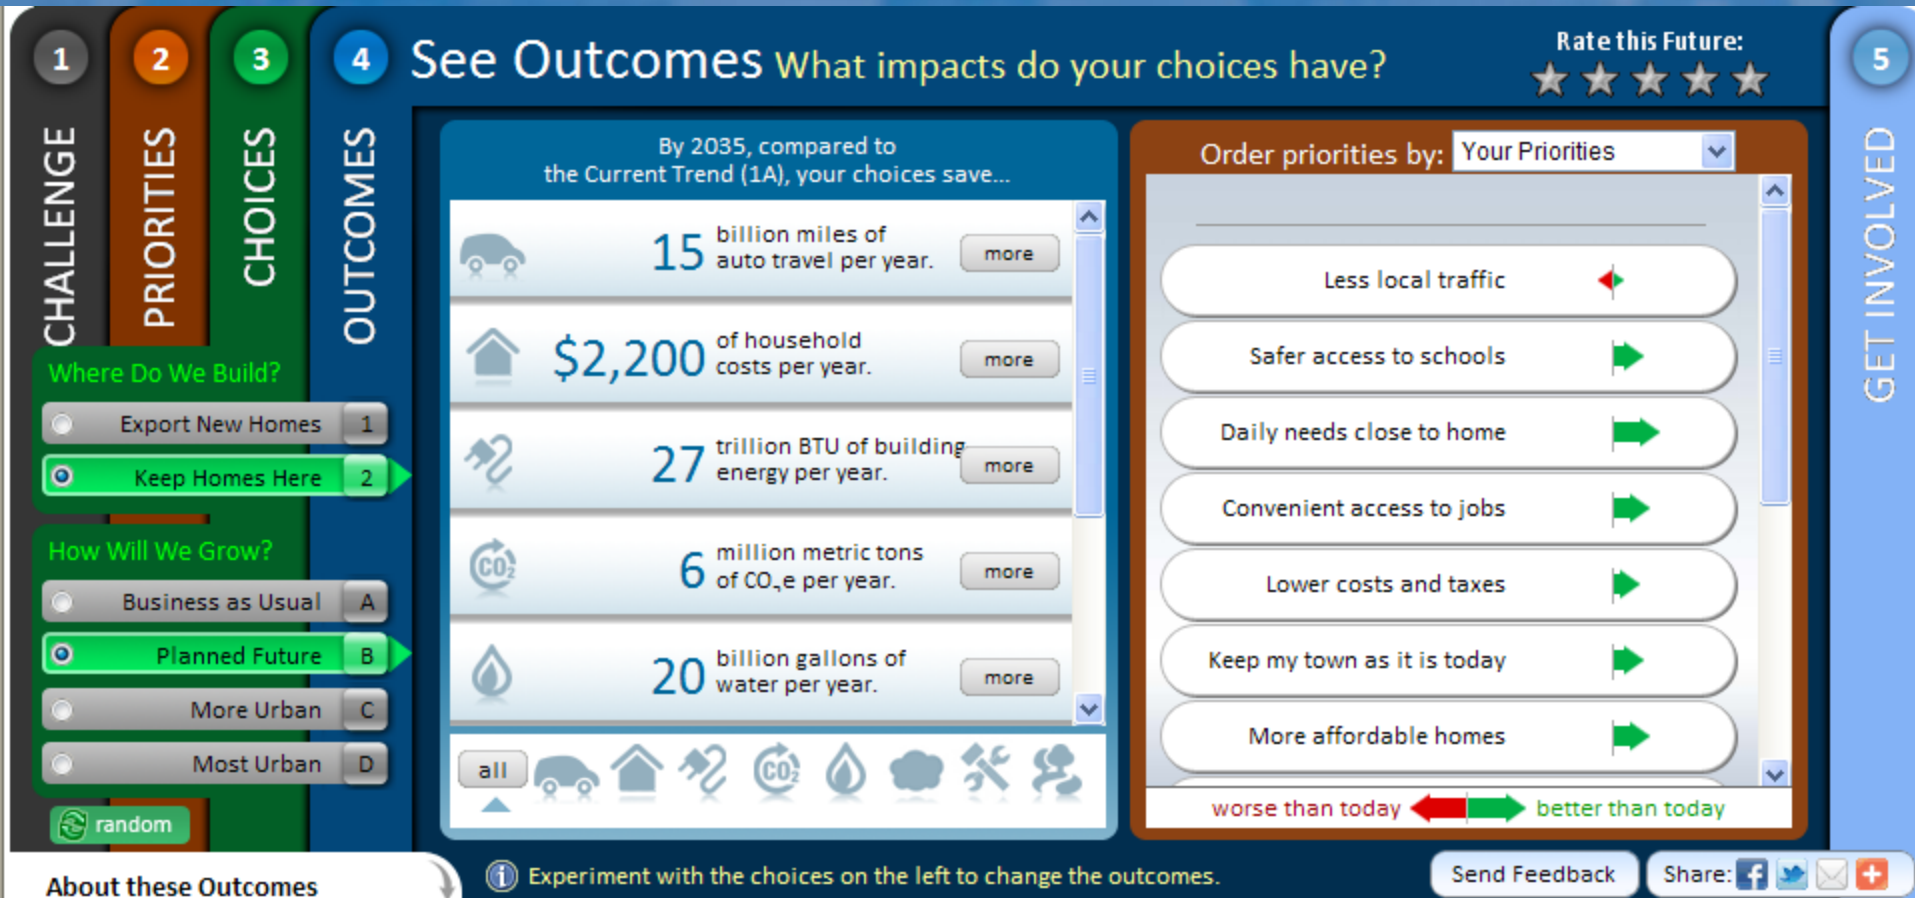 1
CHALLENGE
2
PRIORITIES
3
CHOICES
4
OUTCOMES
See Outcomes What impacts do your choices have?
Rate this Future:
5
GET INVOLVED
Where Do We Build?
Export New Homes 1
Keep Homes Here 2
How Will We Grow?
Business as Usual A
Planned Future B
More Urban C
Most Urban D
random
About these Outcomes
By 2035, compared to
the Current Trend (1A), your choices save...
15 billion miles of
auto travel per year.
more
$2,200 of household
costs per year.
more
27 trillion BTU of building
energy per year.
more
CO₂
6 million metric tons
of CO₂e per year.
more
20 billion gallons of
water per year.
more
all
CO₂
Order priorities by: Your Priorities
Less local traffic
Safer access to schools
Daily needs close to home
Convenient access to jobs
Lower costs and taxes
Keep my town as it is today
More affordable homes
worse than today better than today
i Experiment with the choices on the left to change the outcomes.
Send Feedback
Share: f